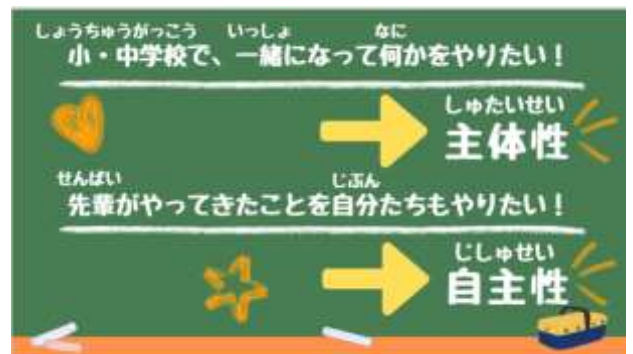 しょうちゅうがっこう いっしょ なに
小・中学校で、一緒になって何かをやりたい！
しゅたいせい
主体性
せんぱい じぶん
先輩がやってきたことを自分たちもやりたい！
じしゅせい
自主性